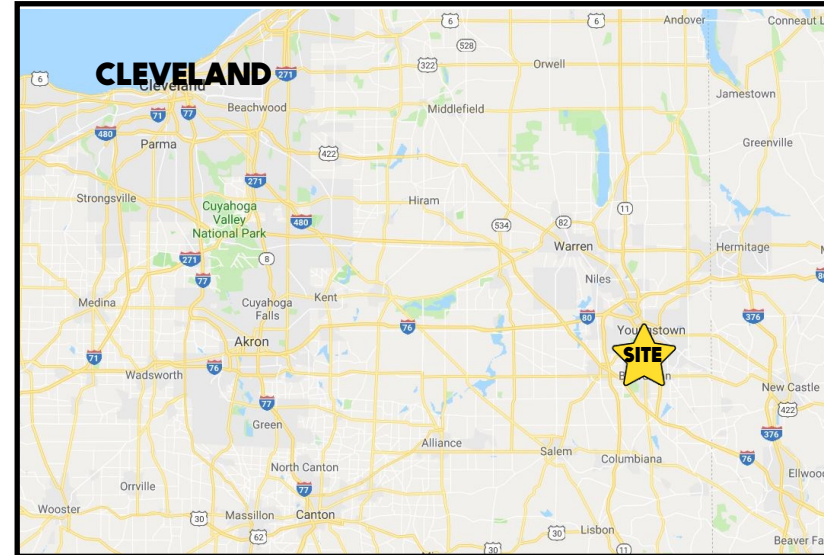 6
6
Andover
Conneaut L
528
322
Orwell
CLEVELAND
Cleveland
271
6
Jamestown
Beachwood
Middlefield
71
77
480
Parma
Greenville
422
271
Strongsville
Cuyahoga
Valley
National Park
Hiram
11
480
534
82
Warren
Hermitage
271
8
77
Niles
80
Medina
Cuyahoga
Falls
Kent
80
376
76
Youngstown
Akron
SITE
71
76
Wadsworth
New Castle
77
422
Green
376
Alliance
Salem
Columbiana
76
North Canton
Ellwoo
77
Orrville
Wooster
30
Massillon
Canton
62
30
Lisbon
30
11
Beaver Fa